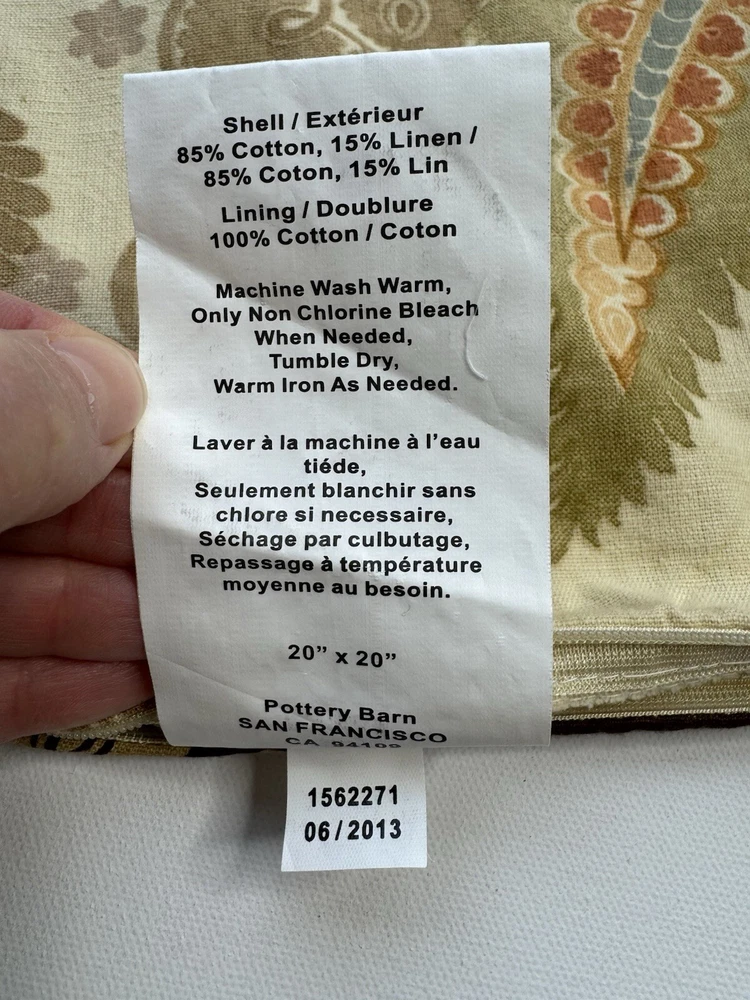 Shell / Extérieur
85% Cotton, 15% Linen /
85% Coton, 15% Lin
Lining / Doublure
100% Cotton / Coton
Machine Wash Warm,
Only Non Chlorine Bleach
When Needed,
Tumble Dry,
Warm Iron As Needed.
Laver à la machine à l’eau
tiéde,
Seulement blanchir sans
chlore si necessaire,
Séchage par culbutage,
Repassage à température
moyenne au besoin.
20” x 20”
Pottery Barn
SAN FRANCISCO
CA
1562271
06/2013